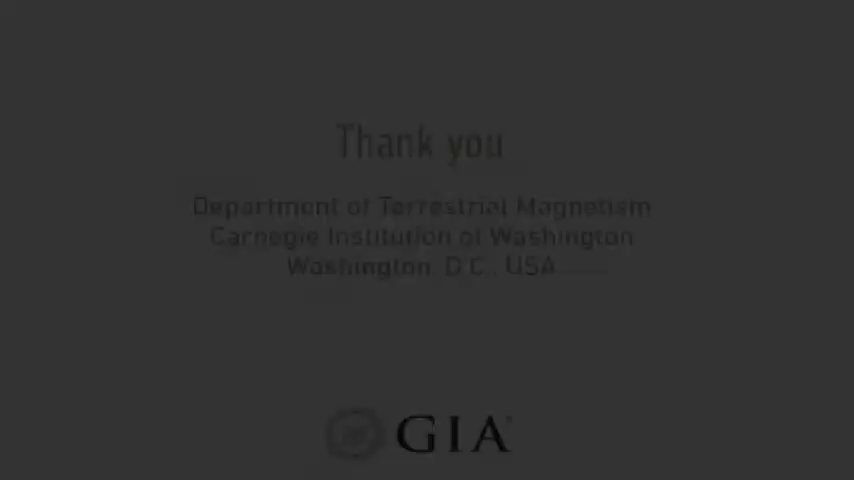 Thank you
Department of Terrestrial Magnetism
Carnegie Institution of Washington
Washington, D.C., USA
GIA